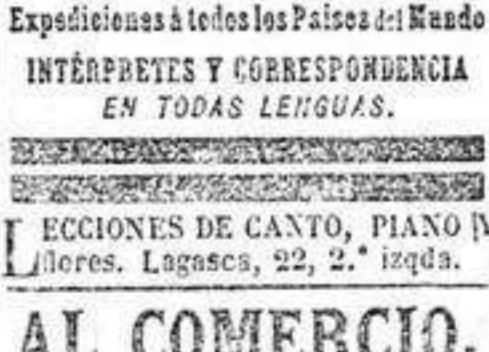 Expediciones à todos los Paises del Mundo
INTÉRPRETES Y CORRESPONDENCIA
EN TODAS LENGUAS.
LECCIONES DE CANTO, PIANO Y
flores. Lagasca, 22, 2.° izqda.
AL COMERCIO.